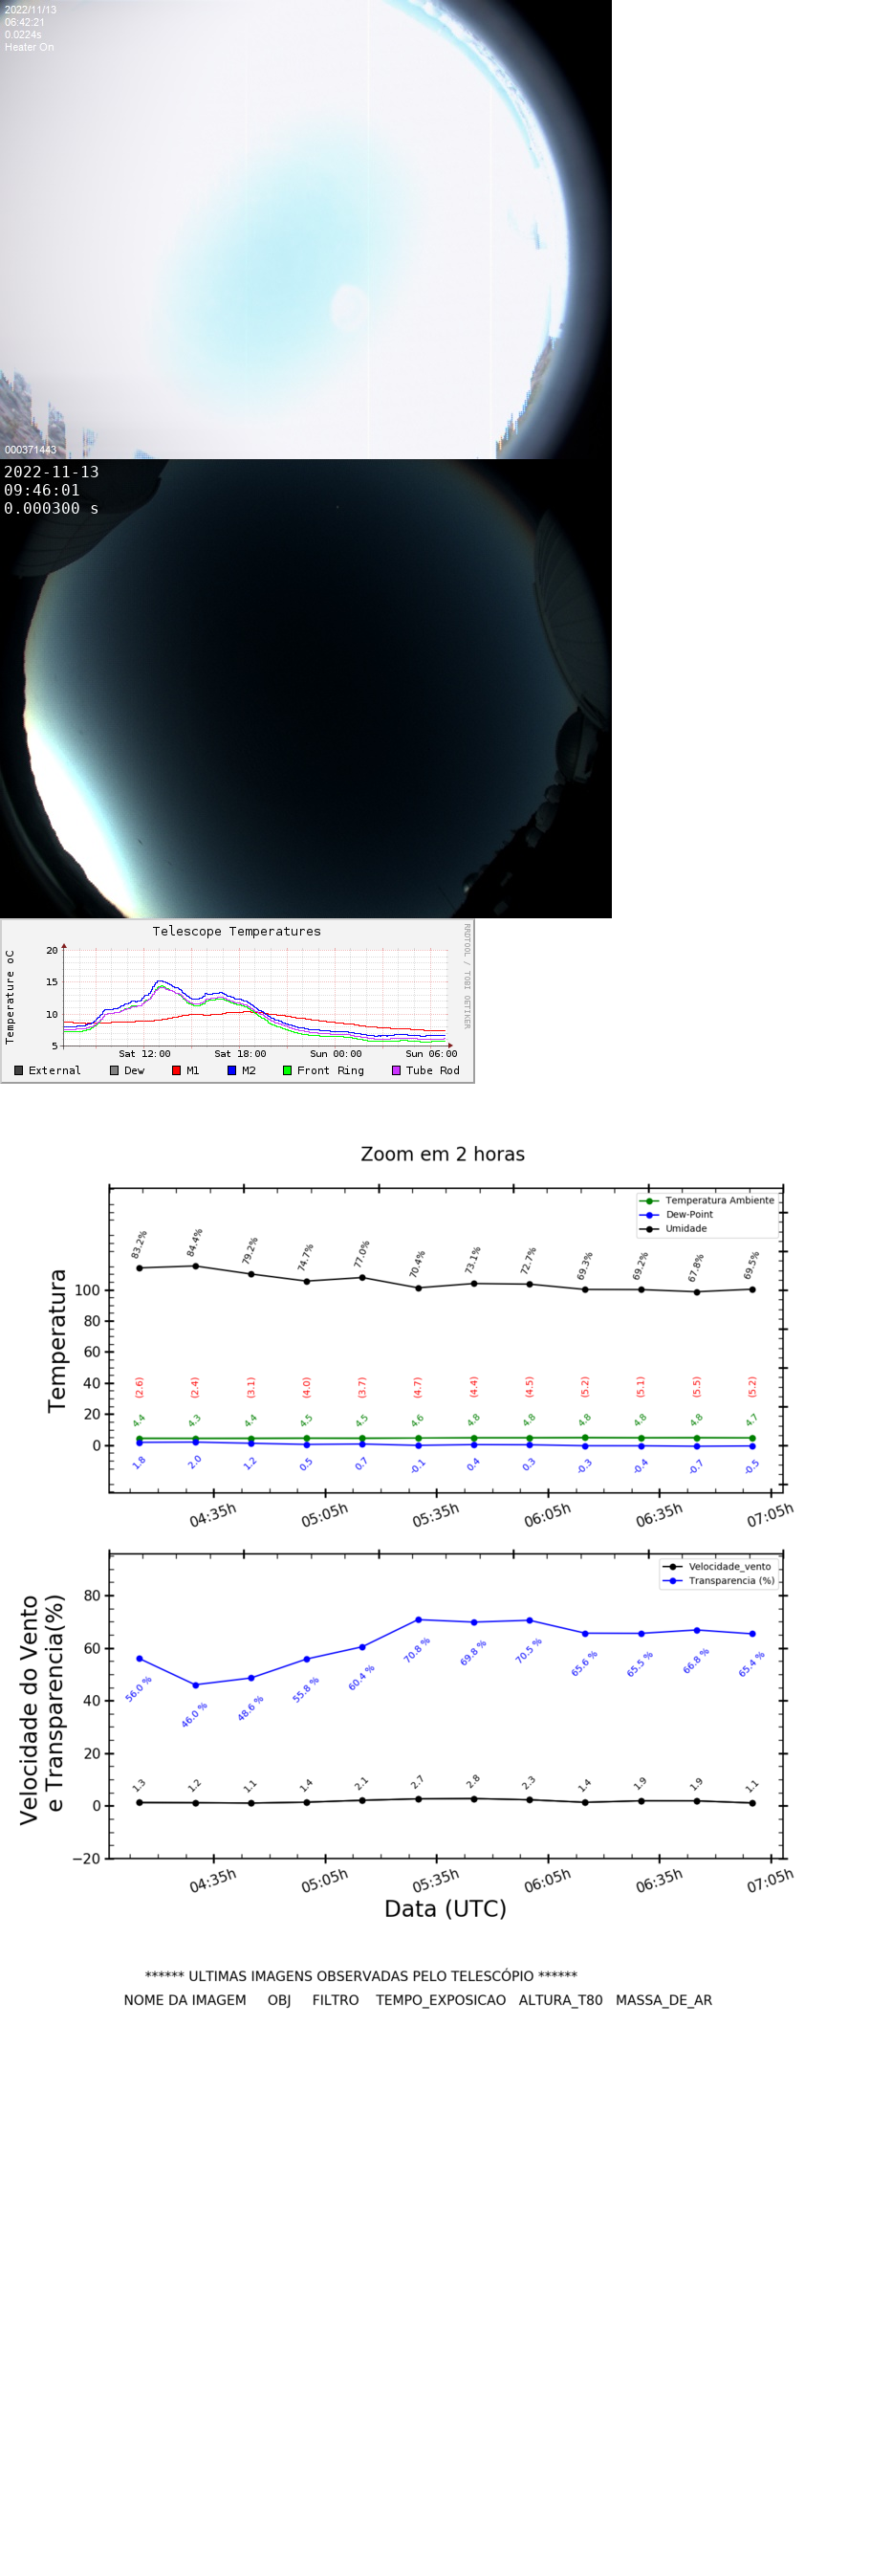 2022/11/13
06:42:21
0.0224s
Heater On
000371443
2022-11-13
09:46:01
0.000300 s
Telescope Temperatures
RRDTOOL / TOBI OETIKER
Temperature oC
20
15
10
5
Sat 12:00 Sat 18:00 Sun 00:00 Sun 06:00
External Dew M1 M2 Front Ring Tube Rod
Zoom em 2 horas
Temperatura Ambiente
Dew-Point
Umidade
83.2% 84.4% 79.2% 74.7% 77.0% 70.4% 73.1% 72.7% 69.3% 69.2% 67.8% 69.5%
Temperatura
100
80
60
40
20
0
(2.6) (2.4) (3.1) (4.0) (3.7) (4.7) (4.4) (4.5) (5.2) (5.1) (5.5) (5.2)
4.4 4.3 4.4 4.5 4.5 4.6 4.8 4.8 4.8 4.8 4.8 4.7
1.8 2.0 1.2 0.5 0.7 -0.1 0.4 0.3 -0.3 -0.4 -0.7 -0.5
04:35h 05:05h 05:35h 06:05h 06:35h 07:05h
Velocidade_vento
Transparencia (%)
Velocidade do Vento
e Transparencia(%)
80
60
40
20
0
−20
56.0 % 46.0 % 48.6 % 55.8 % 60.4 % 70.8 % 69.8 % 70.5 % 65.6 % 65.5 % 66.8 % 65.4 %
1.3 1.2 1.1 1.4 2.1 2.7 2.8 2.3 1.4 1.9 1.9 1.1
04:35h 05:05h 05:35h 06:05h 06:35h 07:05h
Data (UTC)
****** ULTIMAS IMAGENS OBSERVADAS PELO TELESCÓPIO ******
NOME DA IMAGEM OBJ FILTRO TEMPO_EXPOSICAO ALTURA_T80 MASSA_DE_AR